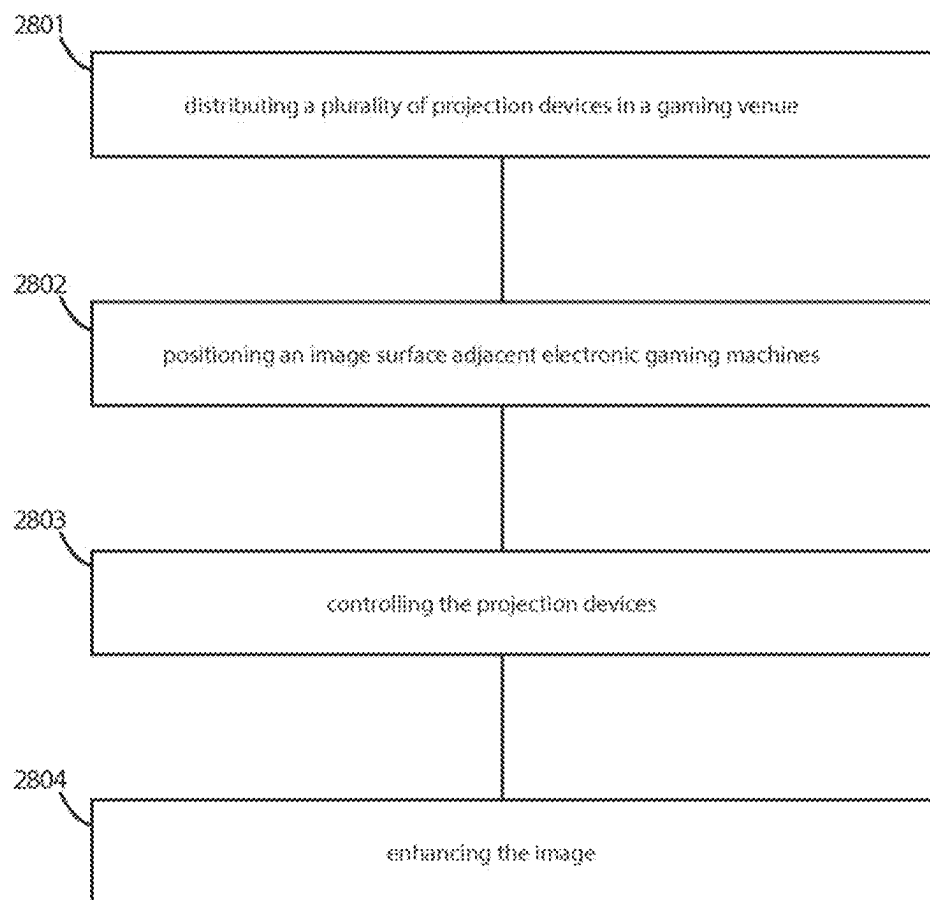 2801
distributing a plurality of projection devices in a gaming venue
2802
positioning an image surface adjacent electronic gaming machines
2803
controlling the projection devices
2804
enhancing the image